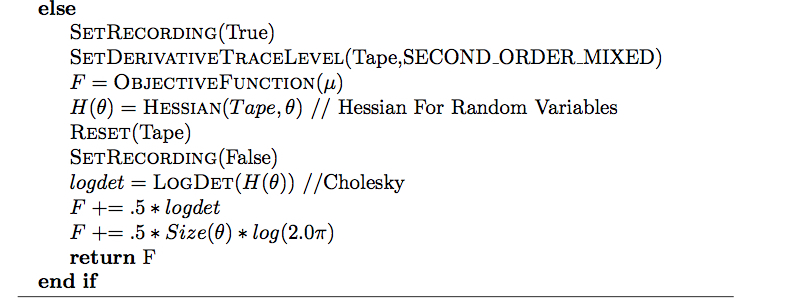 else
SETRECORDING(True)
SETDERIVATIVETRACELEVEL(Tape,SECOND_ORDER_MIXED)
F = OBJECTIVEFUNCTION(μ)
H(θ) = HESSIAN(Tape, θ) // Hessian For Random Variables
RESET(Tape)
SETRECORDING(False)
logdet = LOGDET(H(θ)) //Cholesky
F += .5 * logdet
F += .5 * Size(θ) * log(2.0π)
return F
end if